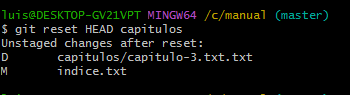 luis@DESKTOP-GV21VPT MINGW64 /c/manual (master)
$ git reset HEAD capitulos
Unstaged changes after reset:
D       capitulos/capitulo-3.txt.txt
M       indice.txt